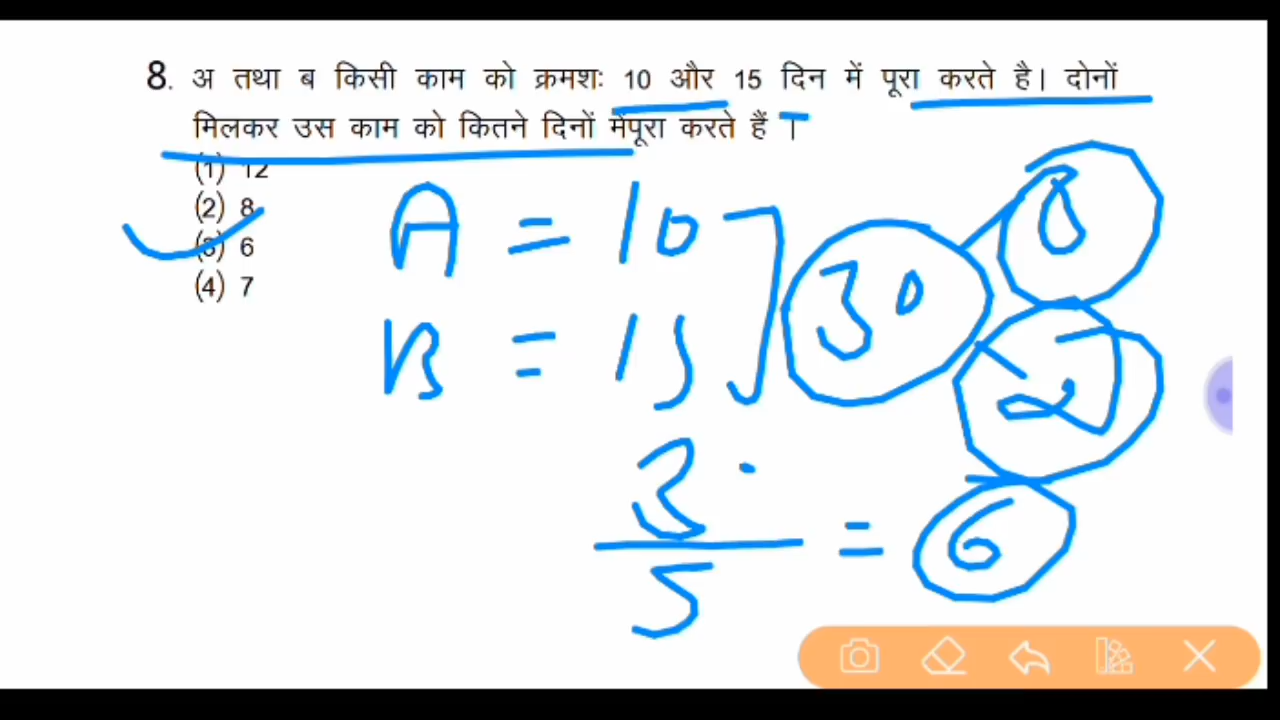 8. अ तथा ब किसी काम को क्रमशः 10 और 15 दिन में पूरा करते है। दोनों
मिलकर उस काम को कितने दिनों मेंपूरा करते हैं ।
(1) 12
(2) 8
(3) 6
(4) 7
A = 10
B = 15
30
2
3
5
= 6